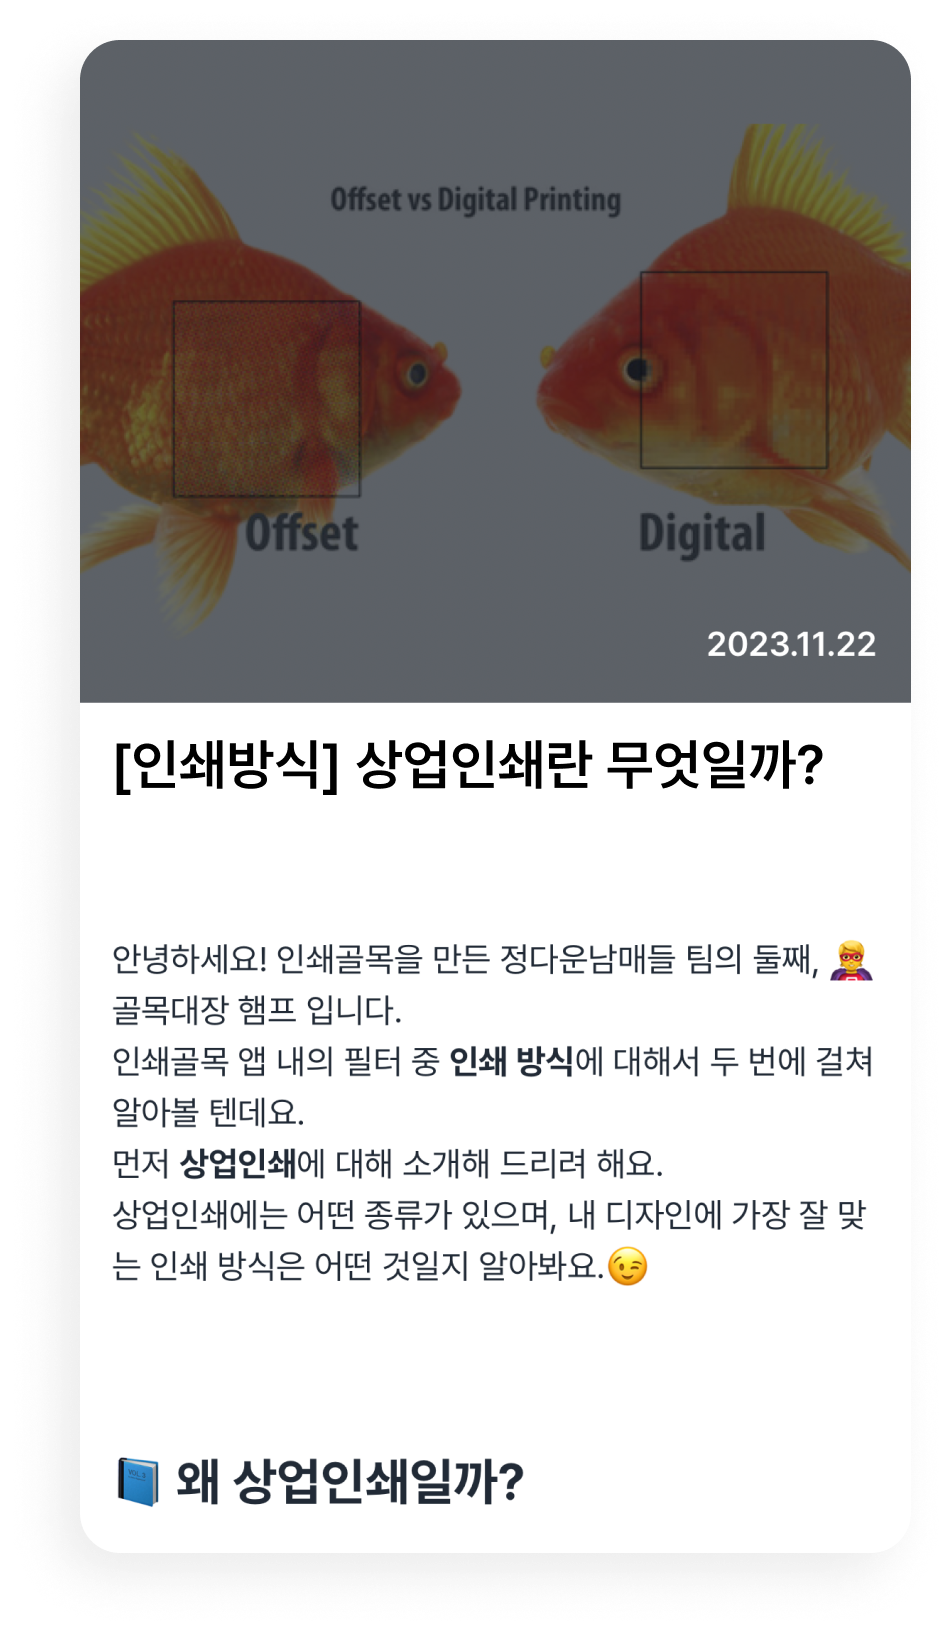 Offset vs Digital Printing
Offset
Digital
2023.11.22
[인쇄방식] 상업인쇄란 무엇일까?
안녕하세요! 인쇄골목을 만든 정다운남매들 팀의 둘째, 🦸
골목대장 햄프 입니다.
인쇄골목 앱 내의 필터 중 인쇄 방식에 대해서 두 번에 걸쳐
알아볼 텐데요.
먼저 상업인쇄에 대해 소개해 드리려 해요.
상업인쇄에는 어떤 종류가 있으며, 내 디자인에 가장 잘 맞
는 인쇄 방식은 어떤 것일지 알아봐요.😉
📘 왜 상업인쇄일까?